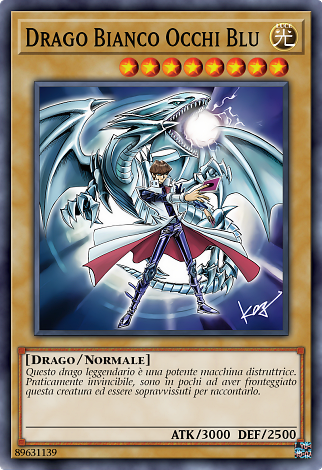 Drago Bianco Occhi Blu
光
[Drago/Normale]
Questo drago leggendario è una potente macchina distruttrice.
Praticamente invincibile, sono in pochi ad aver fronteggiato
questa creatura ed essere sopravvissuti per raccontarlo.
ATK/3000 DEF/2500
89631139